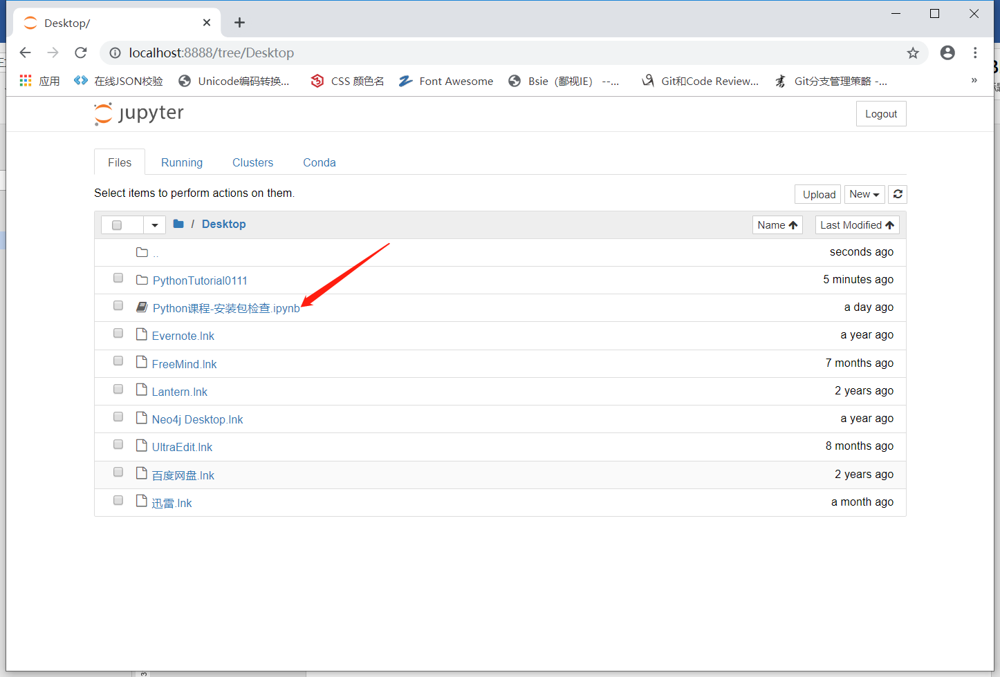 Desktop/
localhost:8888/tree/Desktop
应用 在线JSON校验 Unicode编码转换... CSS 颜色名 Font Awesome Bsie（鄙视IE） --... Git和Code Review... Git分支管理策略 -... »
jupyter Logout
Files Running Clusters Conda
Select items to perform actions on them. Upload New
/ Desktop Name Last Modified
.. seconds ago
PythonTutorial0111 5 minutes ago
Python课程-安装包检查.ipynb a day ago
Evernote.lnk a year ago
FreeMind.lnk 7 months ago
Lantern.lnk 2 years ago
Neo4j Desktop.lnk a year ago
UltraEdit.lnk 8 months ago
百度网盘.lnk 2 years ago
迅雷.lnk a month ago
3